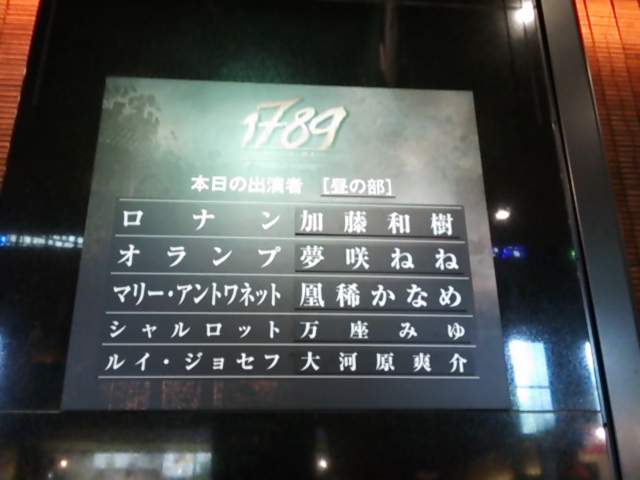 1789
本日の出演者 [昼の部]
ロナン 加藤和樹
オランプ 夢咲ねね
マリー・アントワネット 凰稀かなめ
シャルロット 万座みゆ
ルイ・ジョセフ 大河原爽介